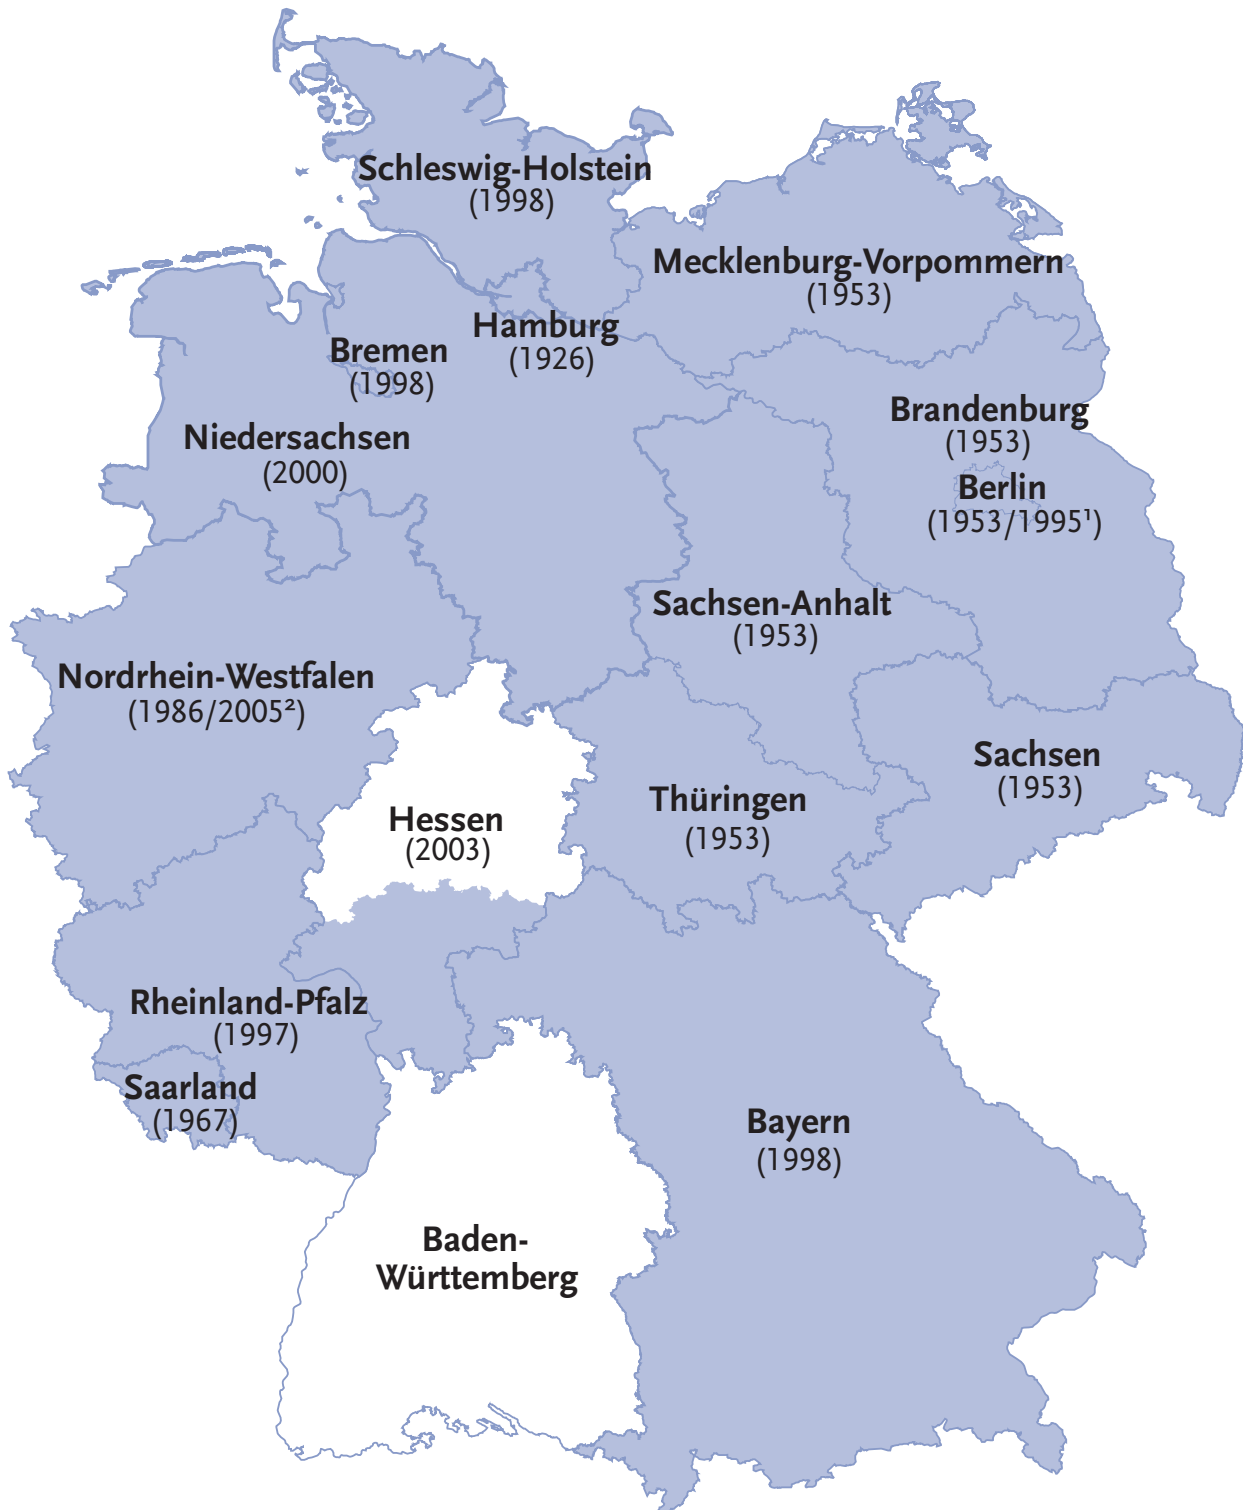 Schleswig-Holstein
(1998)
Mecklenburg-Vorpommern
(1953)
Hamburg
(1926)
Bremen
(1998)
Brandenburg
(1953)
Niedersachsen
(2000)
Berlin
(1953/1995¹)
Sachsen-Anhalt
(1953)
Nordrhein-Westfalen
(1986/2005²)
Sachsen
(1953)
Thüringen
(1953)
Hessen
(2003)
Rheinland-Pfalz
(1997)
Saarland
(1967)
Bayern
(1998)
Baden-
Württemberg